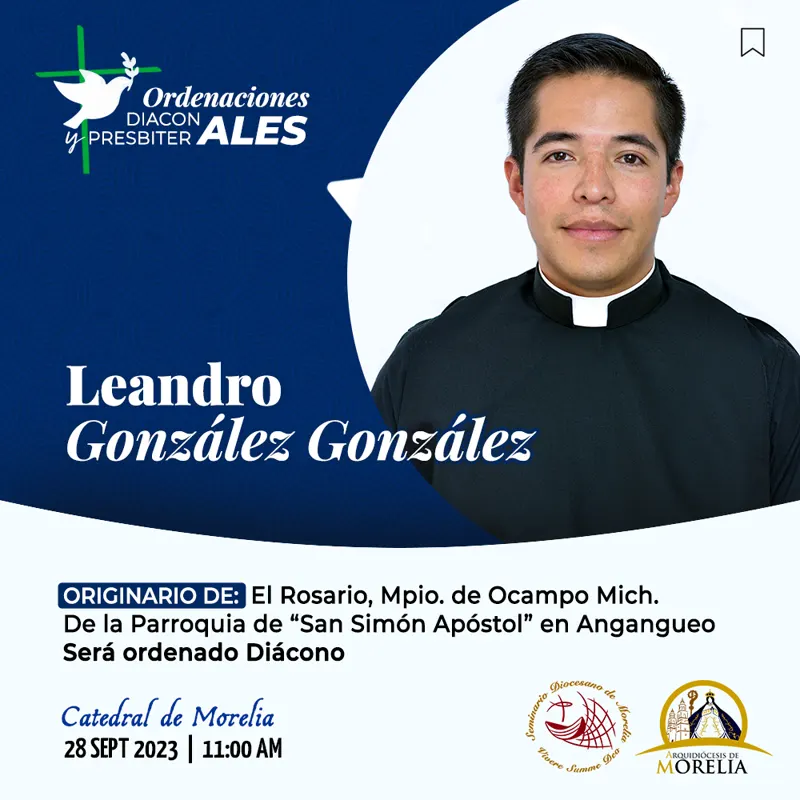 Ordenaciones
DIACON
y PRESBITER ALES
Leandro
González González
ORIGINARIO DE: El Rosario, Mpio. de Ocampo Mich.
De la Parroquia de “San Simón Apóstol” en Angangueo
Será ordenado Diácono
Catedral de Morelia
28 SEPT 2023 | 11:00 AM
Seminario Diocesano de Morelia
Vivere Summe Deo
ARQUIDIÓCESIS DE
MORELIA